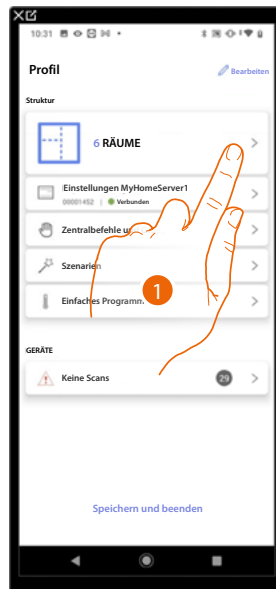 10:31
Profil
Bearbeiten
Struktur
6 RÄUME
Einstellungen MyHomeServer1
00001452 | Verbunden
Zentralbefehle u
Szenarien
Einfaches Programm
1
GERÄTE
Keine Scans
29
Speichern und beenden